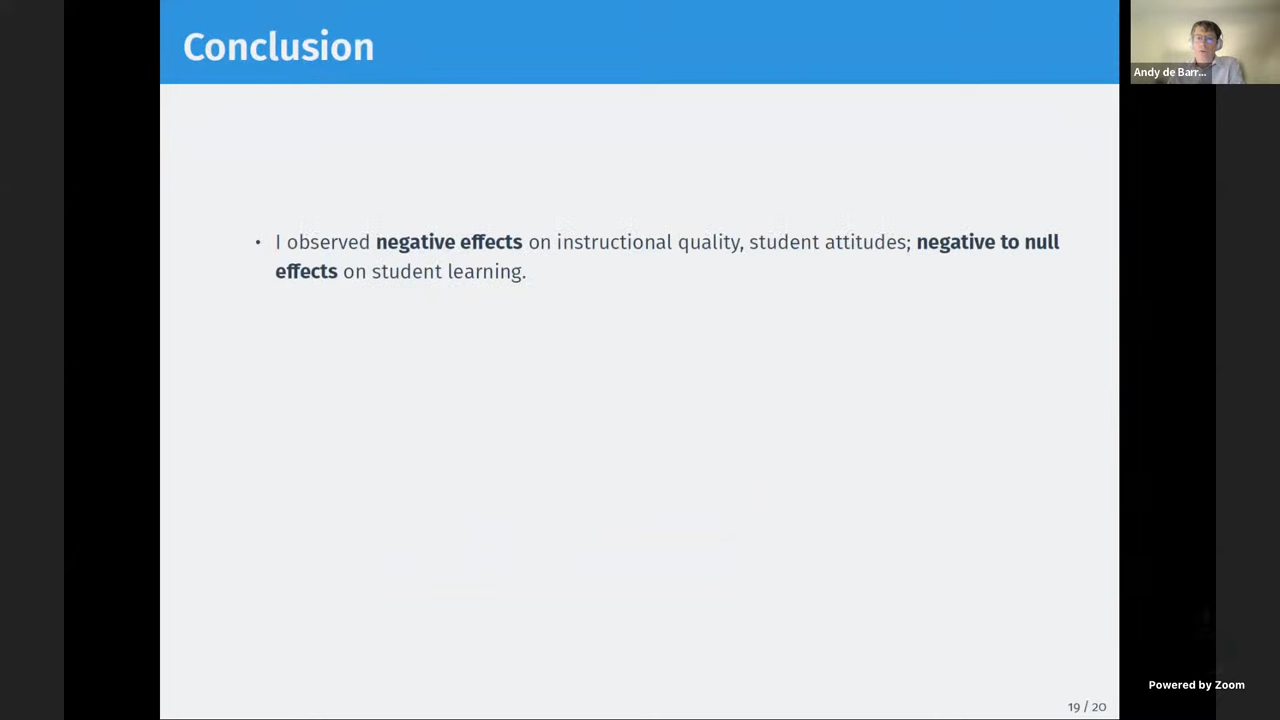 Conclusion
• I observed negative effects on instructional quality, student attitudes; negative to null
effects on student learning.
19 / 20
Andy de Barr...
Powered by Zoom